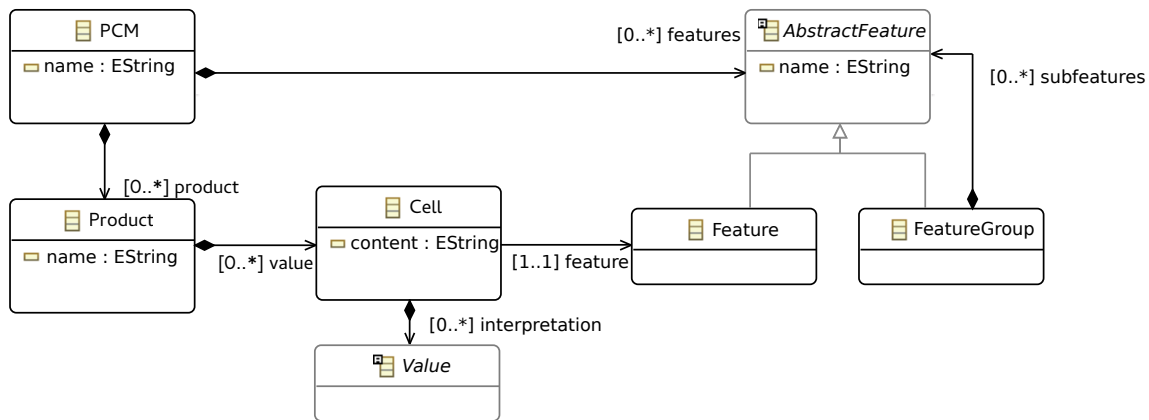 PCM
name : EString
[0..*] features
AbstractFeature
name : EString
[0..*] subfeatures
[0..*] product
Product
name : EString
[0..*] value
Cell
content : EString
[1..1] feature
Feature
FeatureGroup
[0..*] interpretation
Value